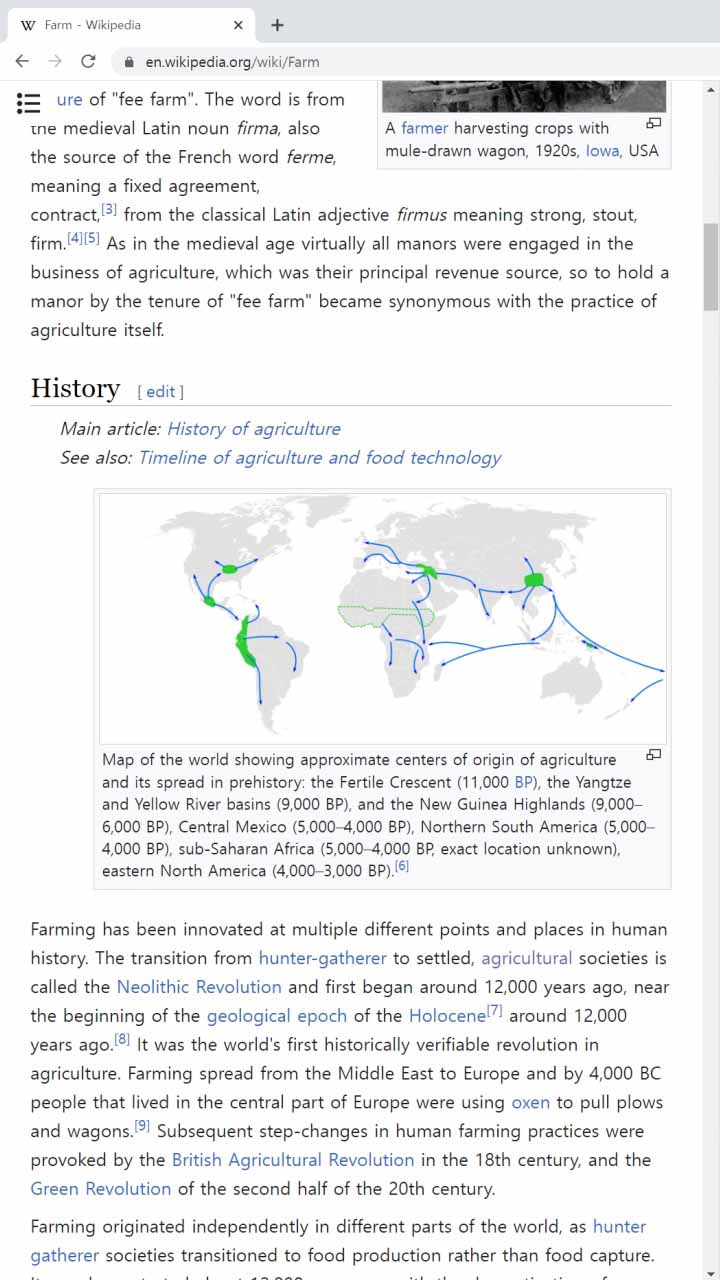 Farm - Wikipedia
en.wikipedia.org/wiki/Farm
ure of "fee farm". The word is from
the medieval Latin noun firma, also
the source of the French word ferme,
meaning a fixed agreement,
contract,[3] from the classical Latin adjective firmus meaning strong, stout,
firm.[4][5] As in the medieval age virtually all manors were engaged in the
business of agriculture, which was their principal revenue source, so to hold a
manor by the tenure of "fee farm" became synonymous with the practice of
agriculture itself.
A farmer harvesting crops with
mule-drawn wagon, 1920s, Iowa, USA
History [ edit ]
Main article: History of agriculture
See also: Timeline of agriculture and food technology
Map of the world showing approximate centers of origin of agriculture
and its spread in prehistory: the Fertile Crescent (11,000 BP), the Yangtze
and Yellow River basins (9,000 BP), and the New Guinea Highlands (9,000–
6,000 BP), Central Mexico (5,000–4,000 BP), Northern South America (5,000–
4,000 BP), sub-Saharan Africa (5,000–4,000 BP, exact location unknown),
eastern North America (4,000–3,000 BP).[6]
Farming has been innovated at multiple different points and places in human
history. The transition from hunter-gatherer to settled, agricultural societies is
called the Neolithic Revolution and first began around 12,000 years ago, near
the beginning of the geological epoch of the Holocene[7] around 12,000
years ago.[8] It was the world's first historically verifiable revolution in
agriculture. Farming spread from the Middle East to Europe and by 4,000 BC
people that lived in the central part of Europe were using oxen to pull plows
and wagons.[9] Subsequent step-changes in human farming practices were
provoked by the British Agricultural Revolution in the 18th century, and the
Green Revolution of the second half of the 20th century.
Farming originated independently in different parts of the world, as hunter
gatherer societies transitioned to food production rather than food capture.